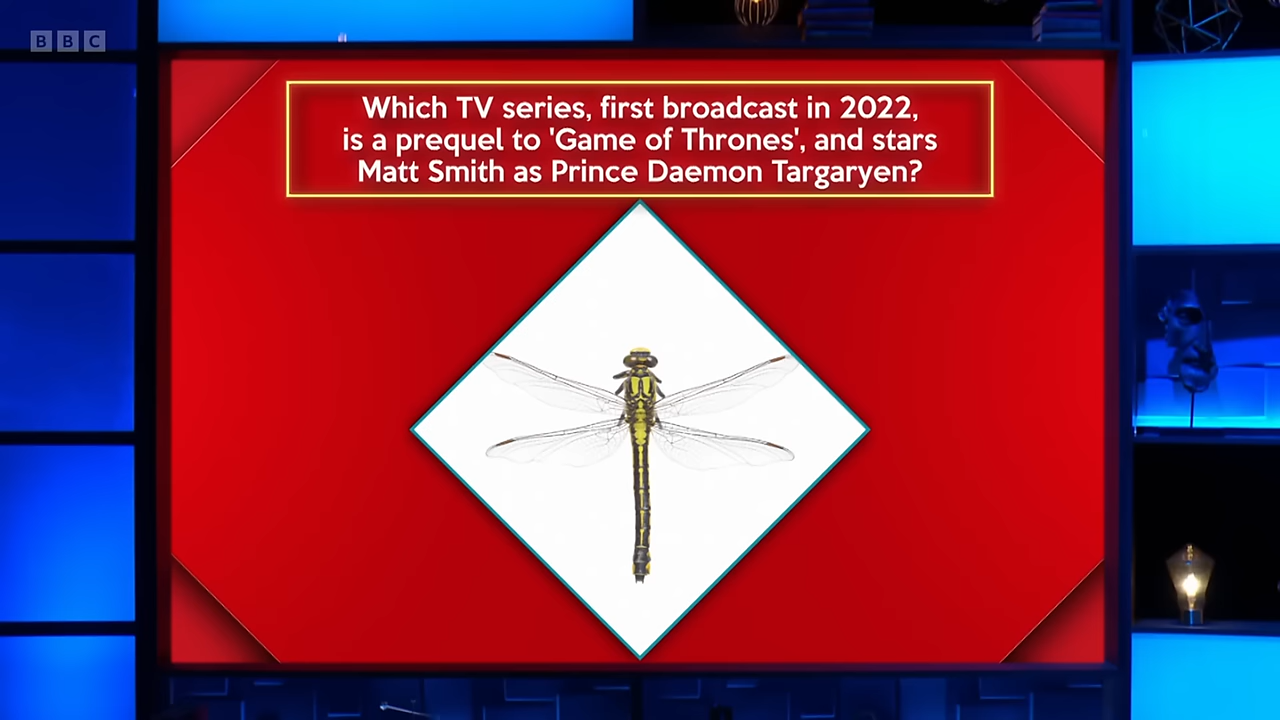 BBC
Which TV series, first broadcast in 2022,
is a prequel to 'Game of Thrones', and stars
Matt Smith as Prince Daemon Targaryen?